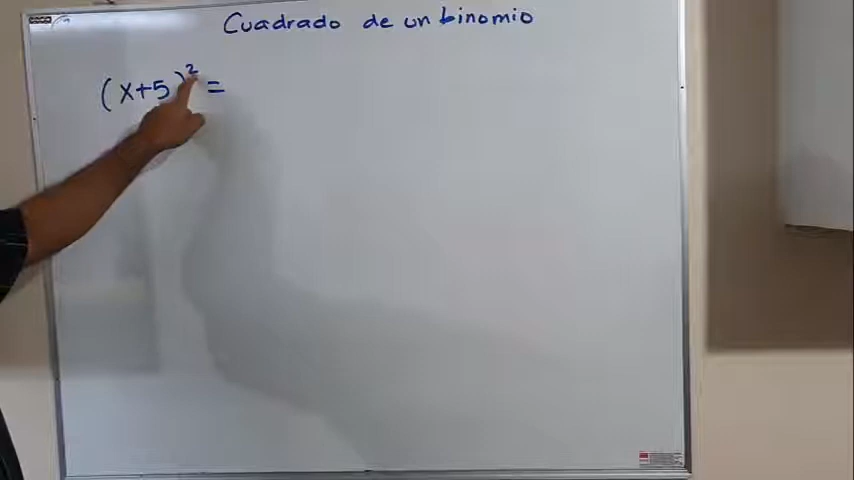 Cuadrado de un binomio
(x+5)² =